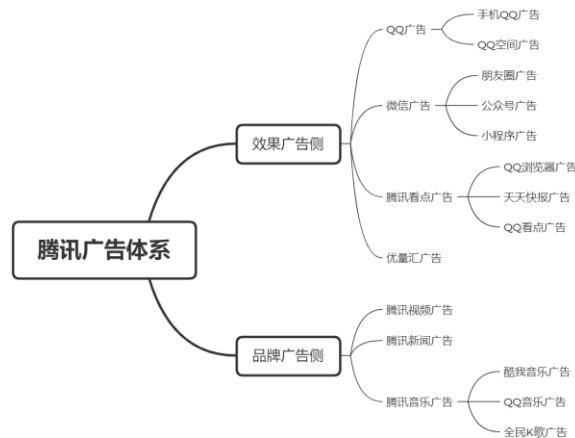 腾讯广告体系
效果广告侧
QQ广告
手机QQ广告
QQ空间广告
微信广告
朋友圈广告
公众号广告
小程序广告
腾讯看点广告
QQ浏览器广告
天天快报广告
QQ看点广告
优量汇广告
品牌广告侧
腾讯视频广告
腾讯新闻广告
腾讯音乐广告
酷我音乐广告
QQ音乐广告
全民K歌广告